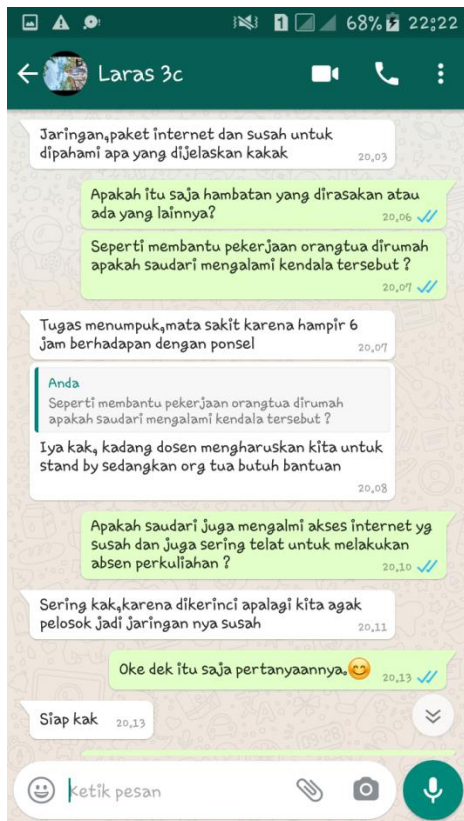 1 68% 22:22
Laras 3c
Jaringan,paket internet dan susah untuk
dipahami apa yang dijelaskan kakak 20,03
Apakah itu saja hambatan yang dirasakan atau
ada yang lainnya? 20,06
Seperti membantu pekerjaan orangtua dirumah
apakah saudari mengalami kendala tersebut ?
20,07
Tugas menumpuk,mata sakit karena hampir 6
jam berhadapan dengan ponsel 20,07
Anda
Seperti membantu pekerjaan orangtua dirumah
apakah saudari mengalami kendala tersebut ?
Iya kak, kadang dosen mengharuskan kita untuk
stand by sedangkan org tua butuh bantuan
20,08
Apakah saudari juga mengalmi akses internet yg
susah dan juga sering telat untuk melakukan
absen perkuliahan ? 20,10
Sering kak,karena dikerinci apalagi kita agak
pelosok jadi jaringan nya susah 20,11
Oke dek itu saja pertanyaannya.😊 20,13
Siap kak 20,13
Ketik pesan